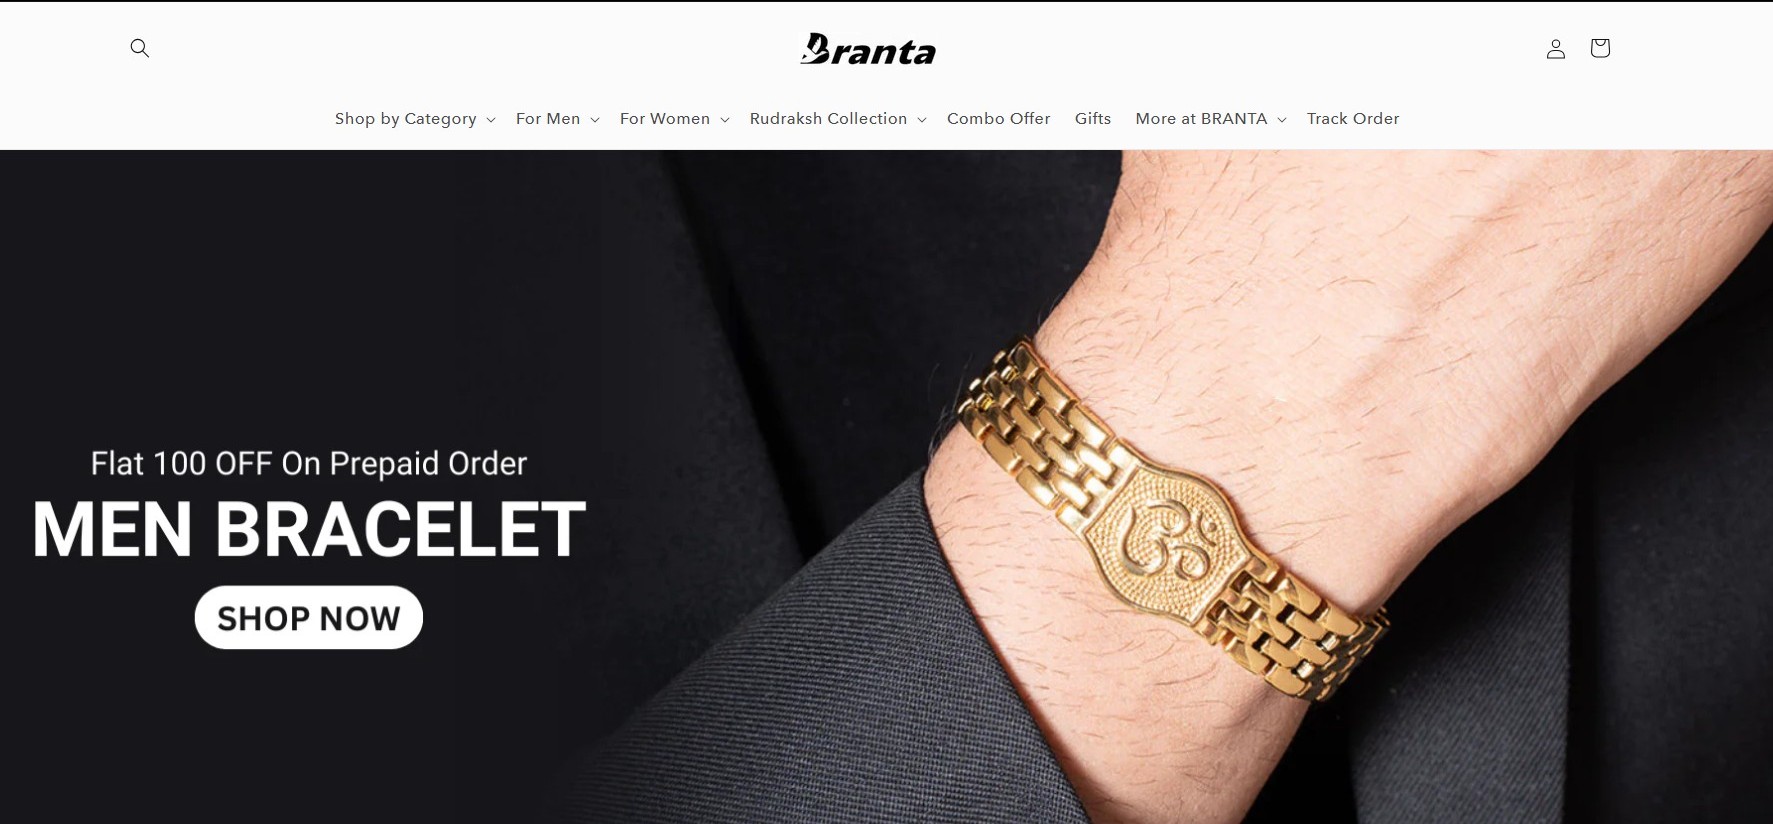 Branta
Shop by Category For Men For Women Rudraksh Collection Combo Offer Gifts More at BRANTA Track Order
Flat 100 OFF On Prepaid Order
MEN BRACELET
SHOP NOW
ॐ